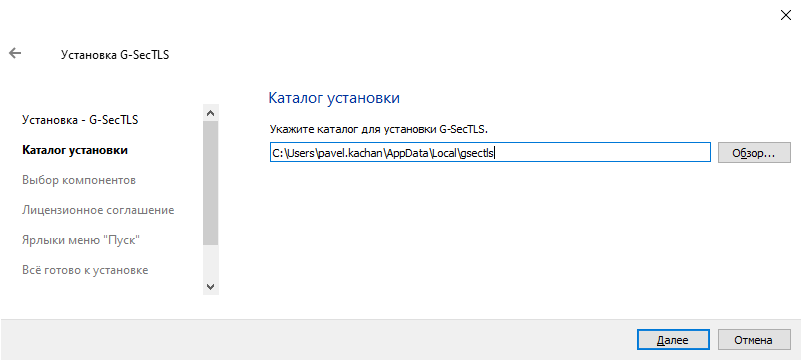 Установка G-SecTLS
Установка - G-SecTLS
Каталог установки
Выбор компонентов
Лицензионное соглашение
Ярлыки меню "Пуск"
Всё готово к установке
Каталог установки
Укажите каталог для установки G-SecTLS.
C:\Users\pavel.kachan\AppData\Local\gsectls
Обзор...
Далее
Отмена